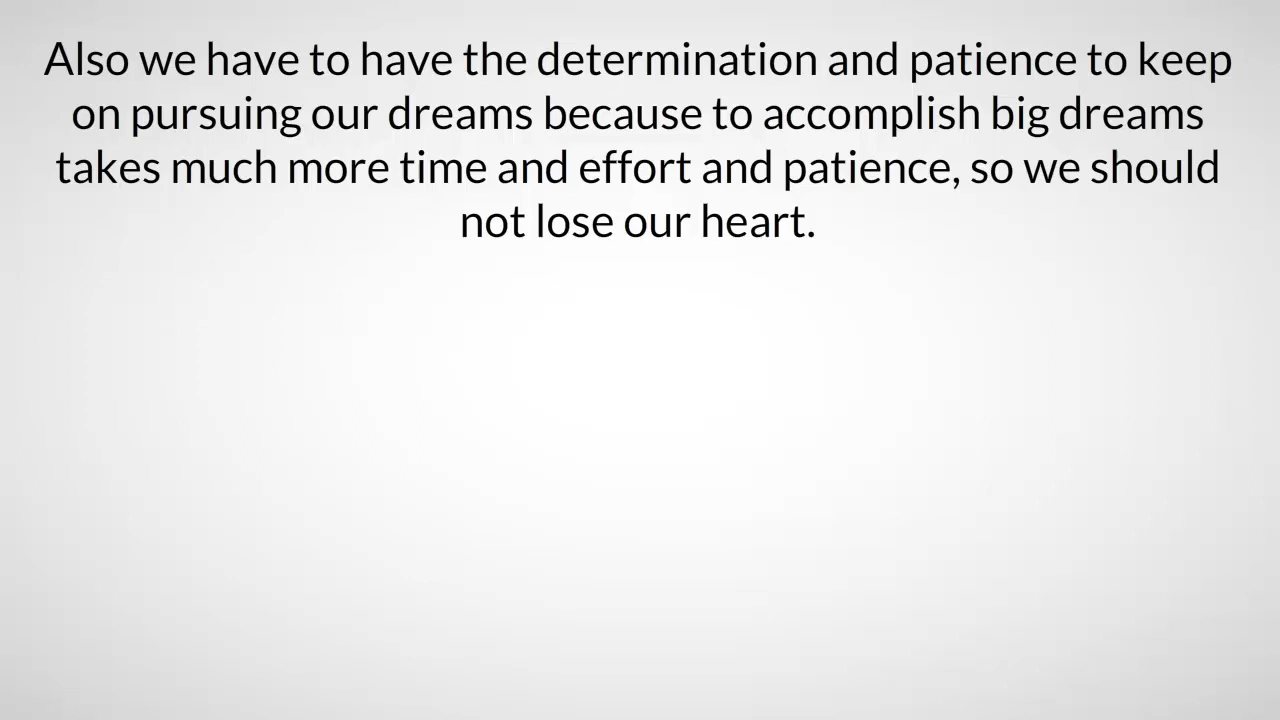 Also we have to have the determination and patience to keep
on pursuing our dreams because to accomplish big dreams
takes much more time and effort and patience, so we should
not lose our heart.